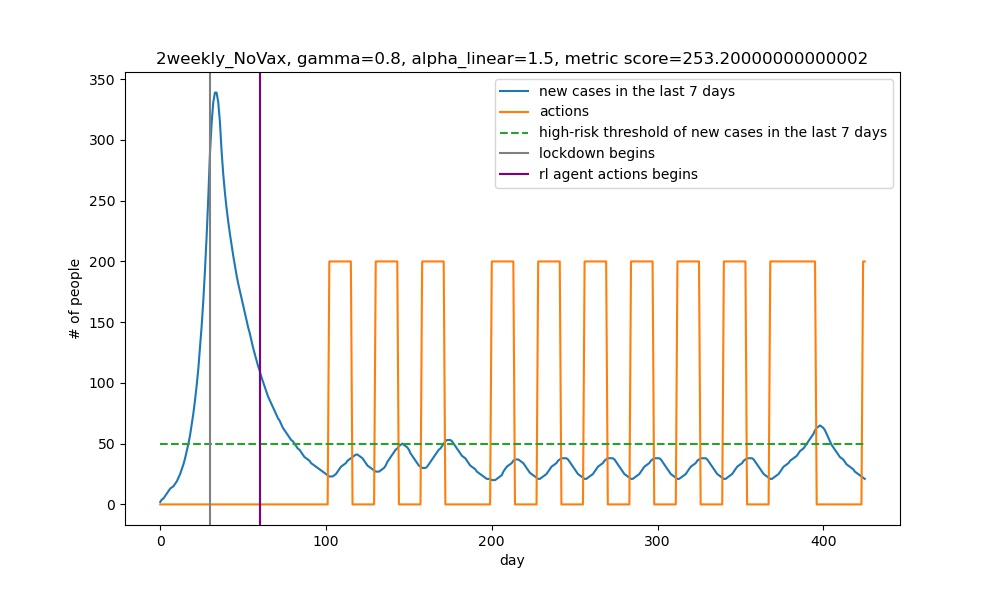 2weekly_NoVax, gamma=0.8, alpha_linear=1.5, metric score=253.20000000000002
new cases in the last 7 days
actions
high-risk threshold of new cases in the last 7 days
lockdown begins
rl agent actions begins
350
300
250
200
150
100
50
0
# of people
0 100 200 300 400
day